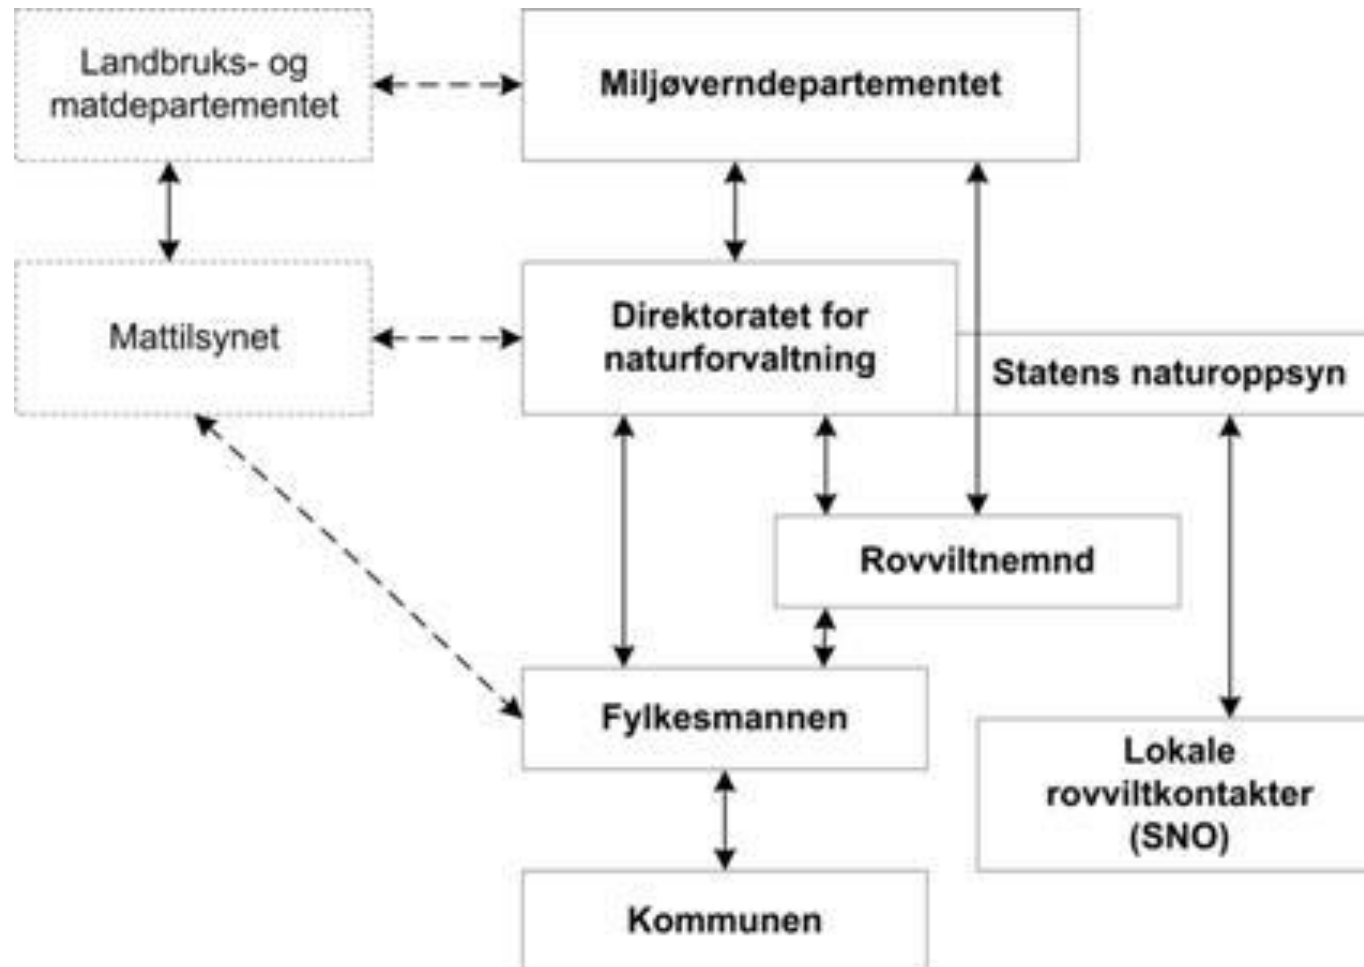 Landbruks- og
matdepartementet
Miljøverndepartementet
Mattilsynet
Direktoratet for
naturforvaltning
Statens naturoppsyn
Rovviltnemnd
Fylkesmannen
Lokale
rovviltkontakter
(SNO)
Kommunen